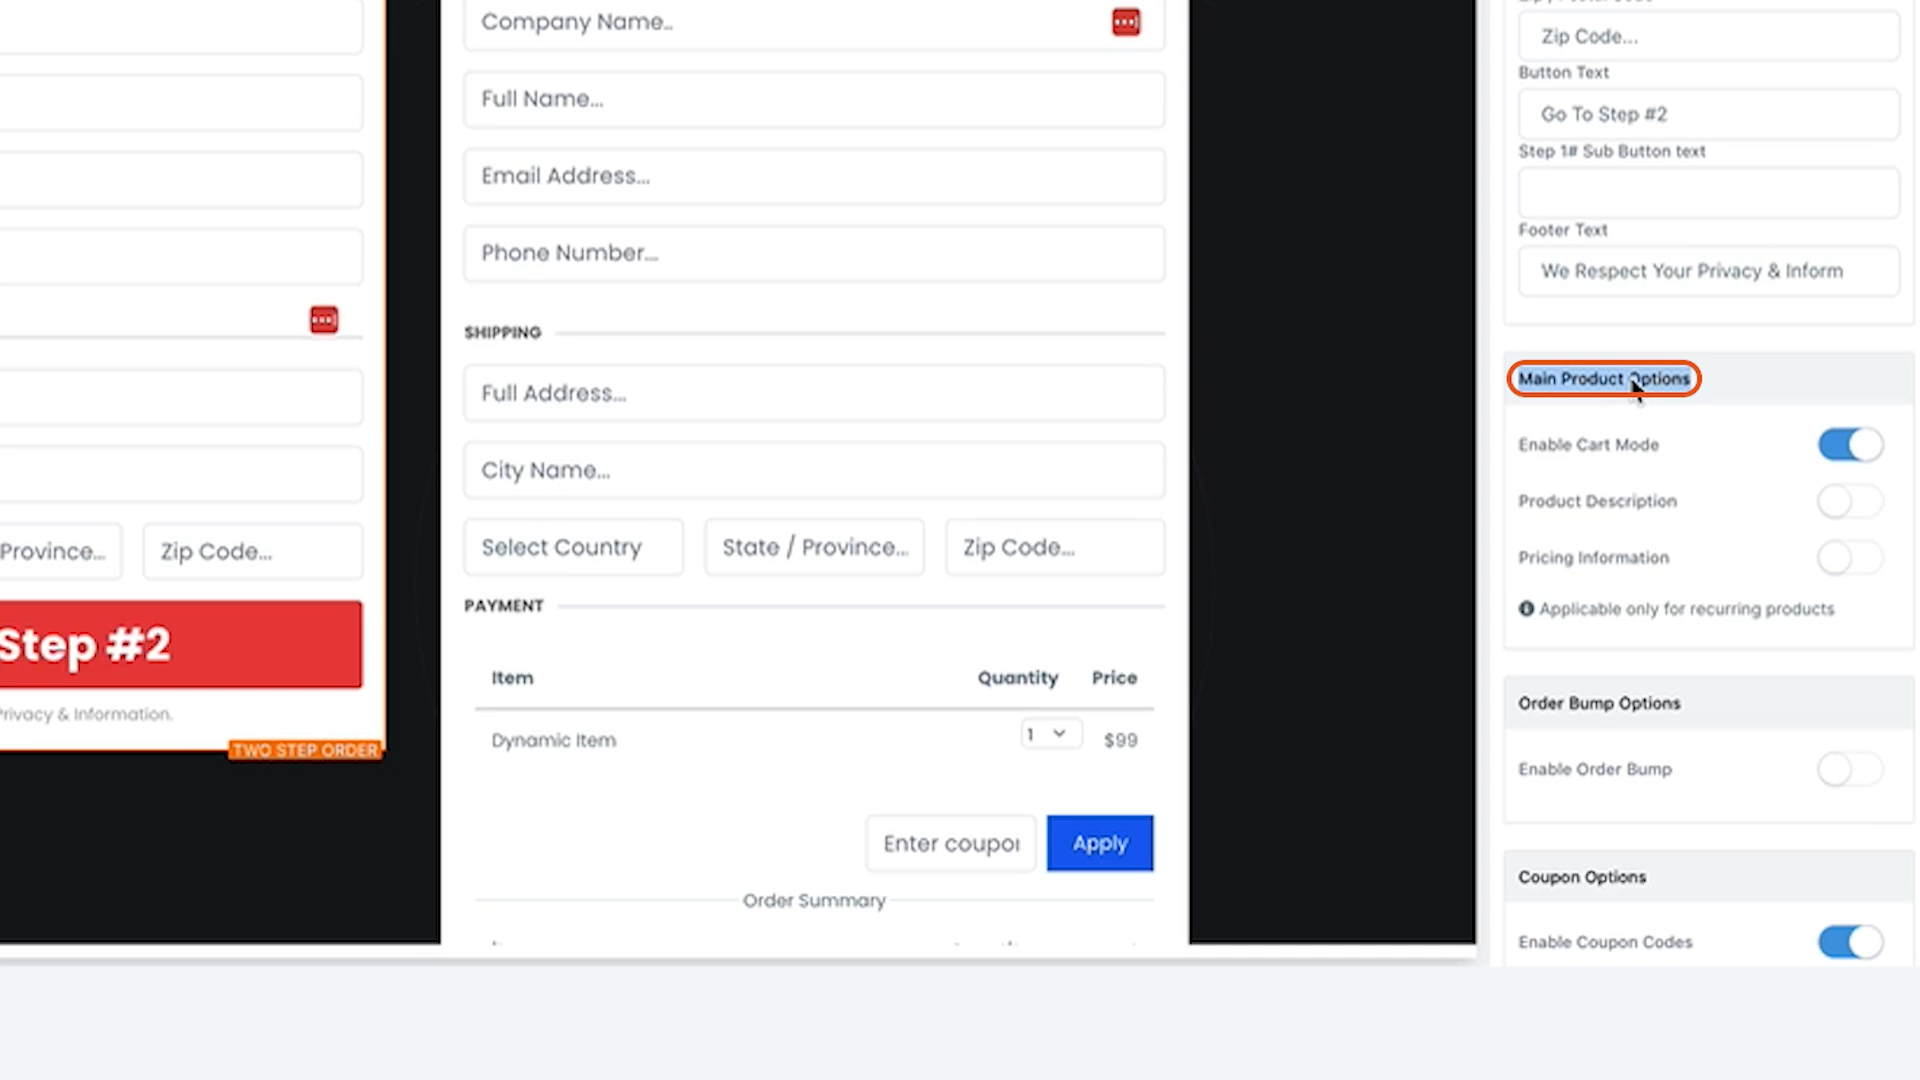 Province...
Zip Code...
Step #2
Privacy & Information.
TWO STEP ORDER
Company Name..
Full Name...
Email Address...
Phone Number...
SHIPPING
Full Address...
City Name...
Select Country
State / Province...
Zip Code...
PAYMENT
Item Quantity Price
Dynamic Item 1 $99
Enter coupo
Apply
Order Summary
Zip Code...
Button Text
Go To Step #2
Step 1# Sub Button text
Footer Text
We Respect Your Privacy & Inform
Main Product Options
Enable Cart Mode
Product Description
Pricing Information
Applicable only for recurring products
Order Bump Options
Enable Order Bump
Coupon Options
Enable Coupon Codes